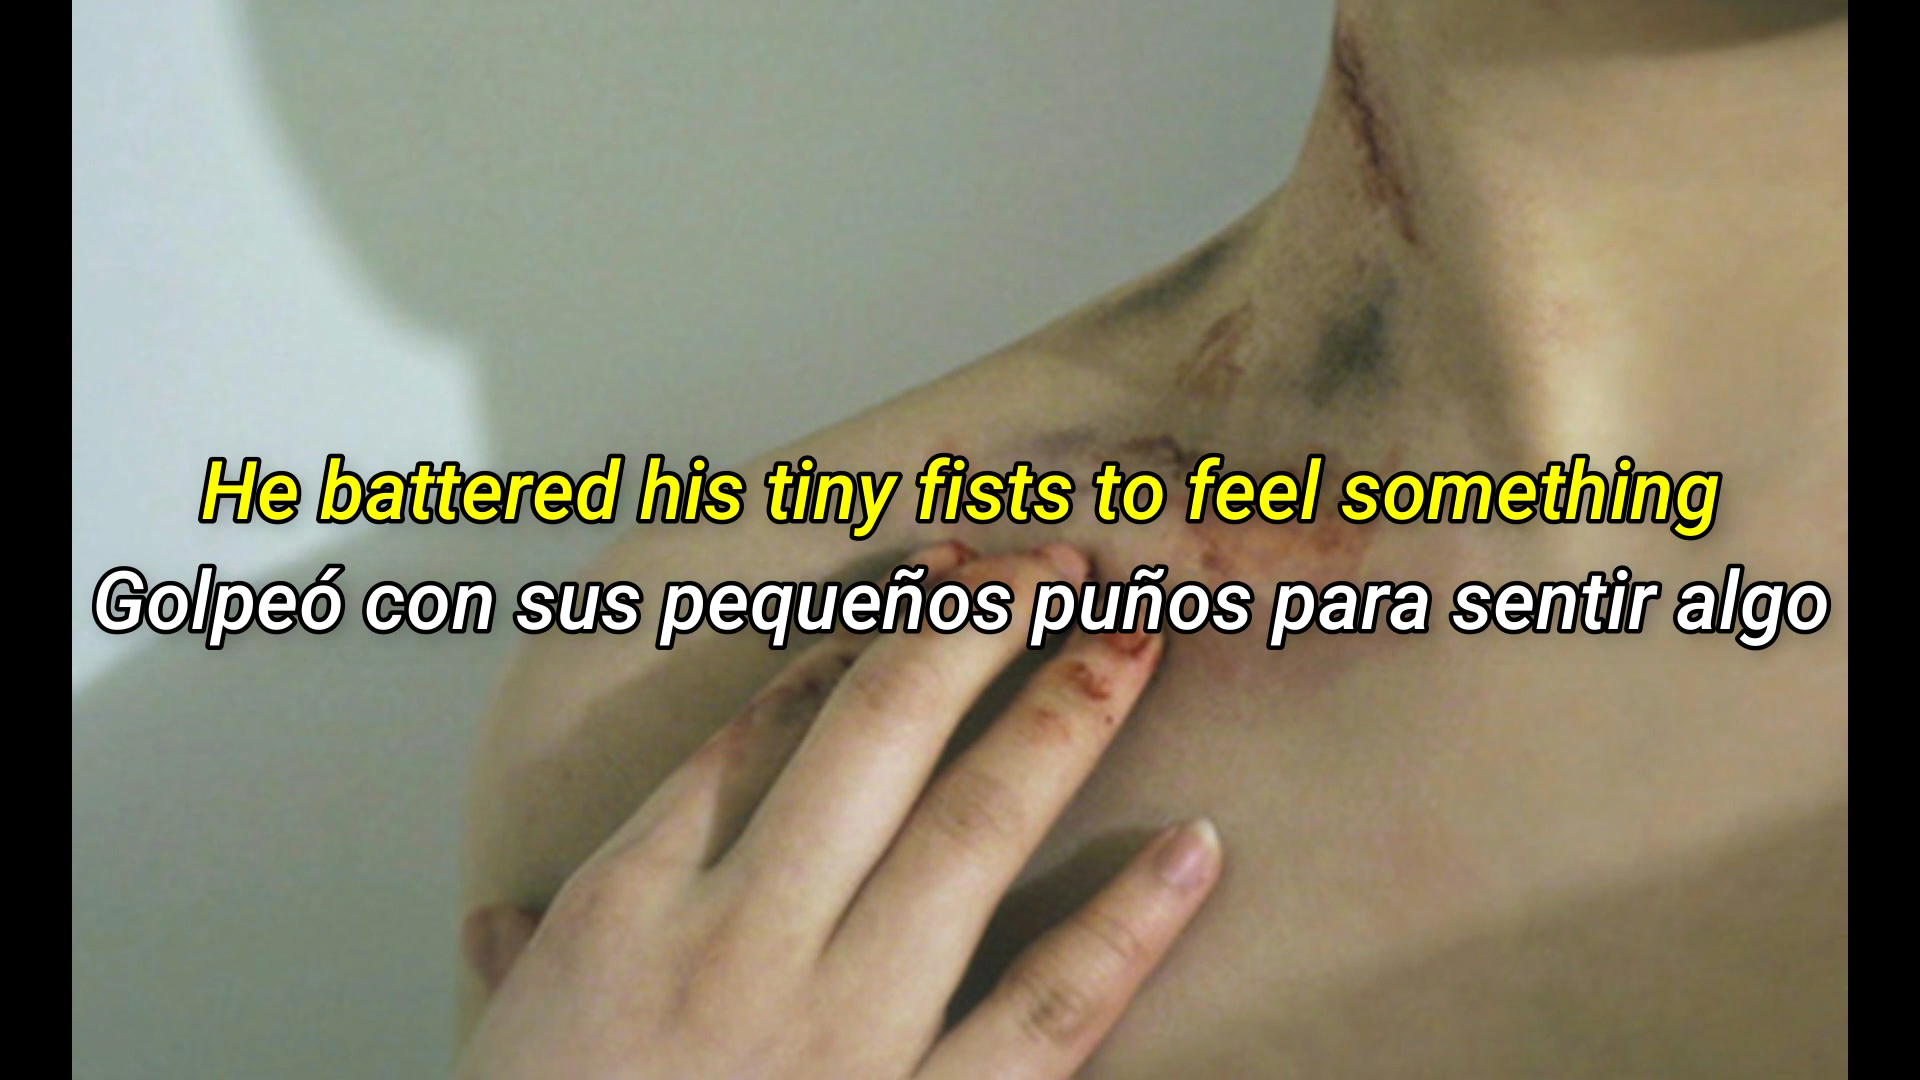 He battered his tiny fists to feel something
Golpeó con sus pequeños puños para sentir algo